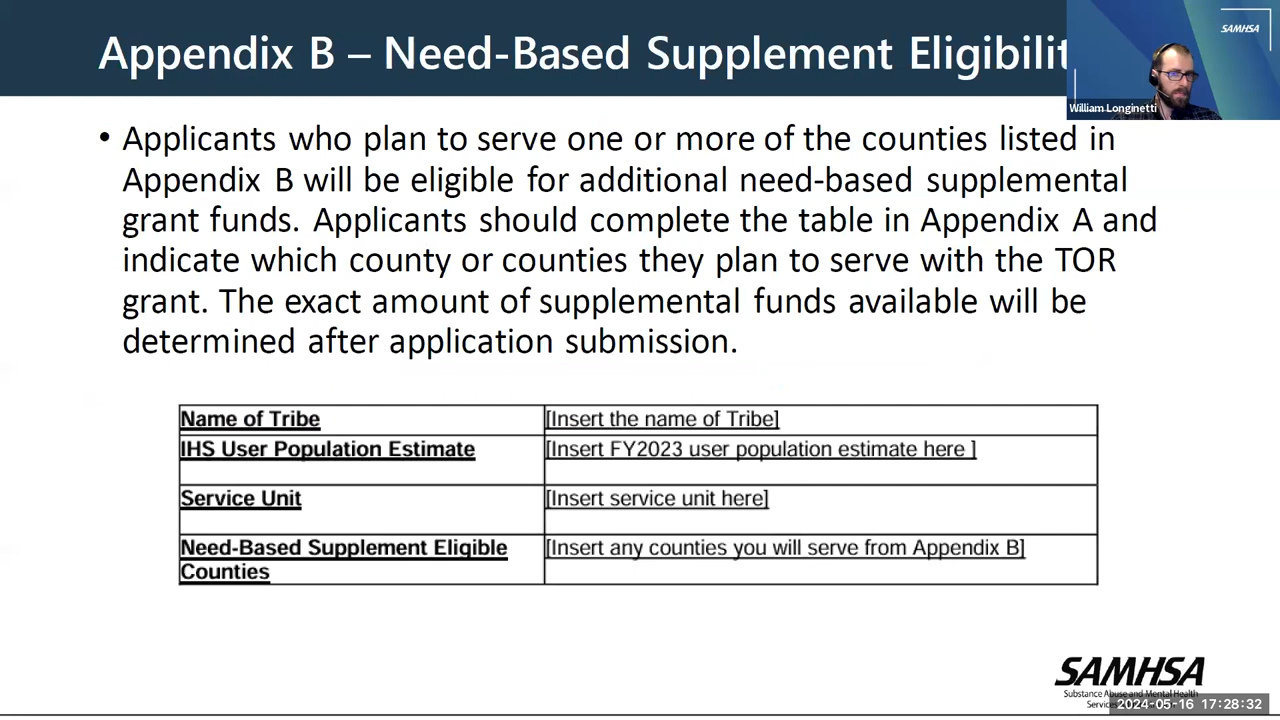 Appendix B – Need-Based Supplement Eligibilit
SAMHSA
William Longinetti
• Applicants who plan to serve one or more of the counties listed in
Appendix B will be eligible for additional need-based supplemental
grant funds. Applicants should complete the table in Appendix A and
indicate which county or counties they plan to serve with the TOR
grant. The exact amount of supplemental funds available will be
determined after application submission.
Name of Tribe [Insert the name of Tribe]
IHS User Population Estimate [Insert FY2023 user population estimate here ]
Service Unit [Insert service unit here]
Need-Based Supplement Eligible [Insert any counties you will serve from Appendix B]
Counties
SAMHSA
Substance Abuse and Mental Health
Services
2024-05-16 17:28:32